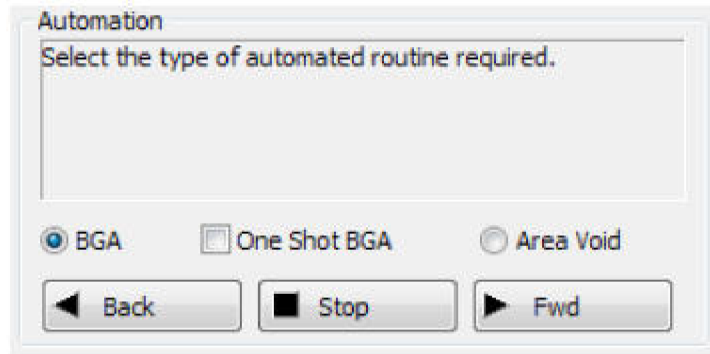 Automation
Select the type of automated routine required.
BGA One Shot BGA Area Void
Back Stop Fwd